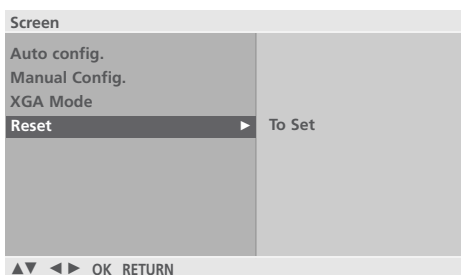 Screen
Auto config.
Manual Config.
XGA Mode
Reset ► To Set
▲▼ ◄► OK RETURN